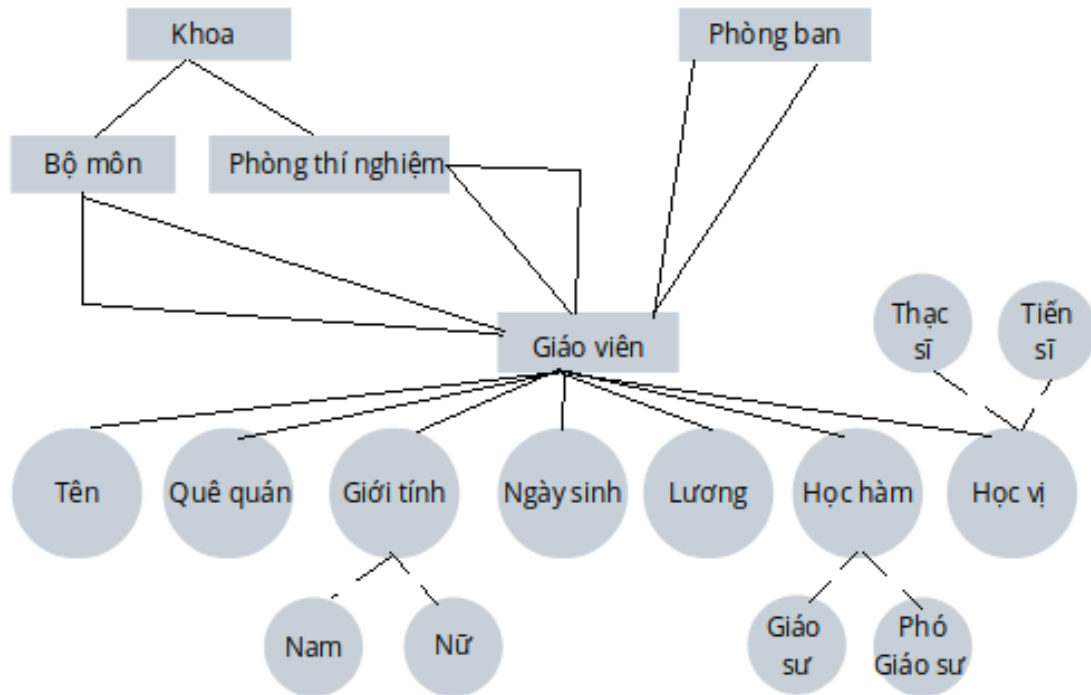 Khoa
Phòng ban
Bộ môn
Phòng thí nghiệm
Giáo viên
Thạc
sĩ
Tiến
sĩ
Tên
Quê quán
Giới tính
Ngày sinh
Lương
Học hàm
Học vị
Nam
Nữ
Giáo
sư
Phó
Giáo sư